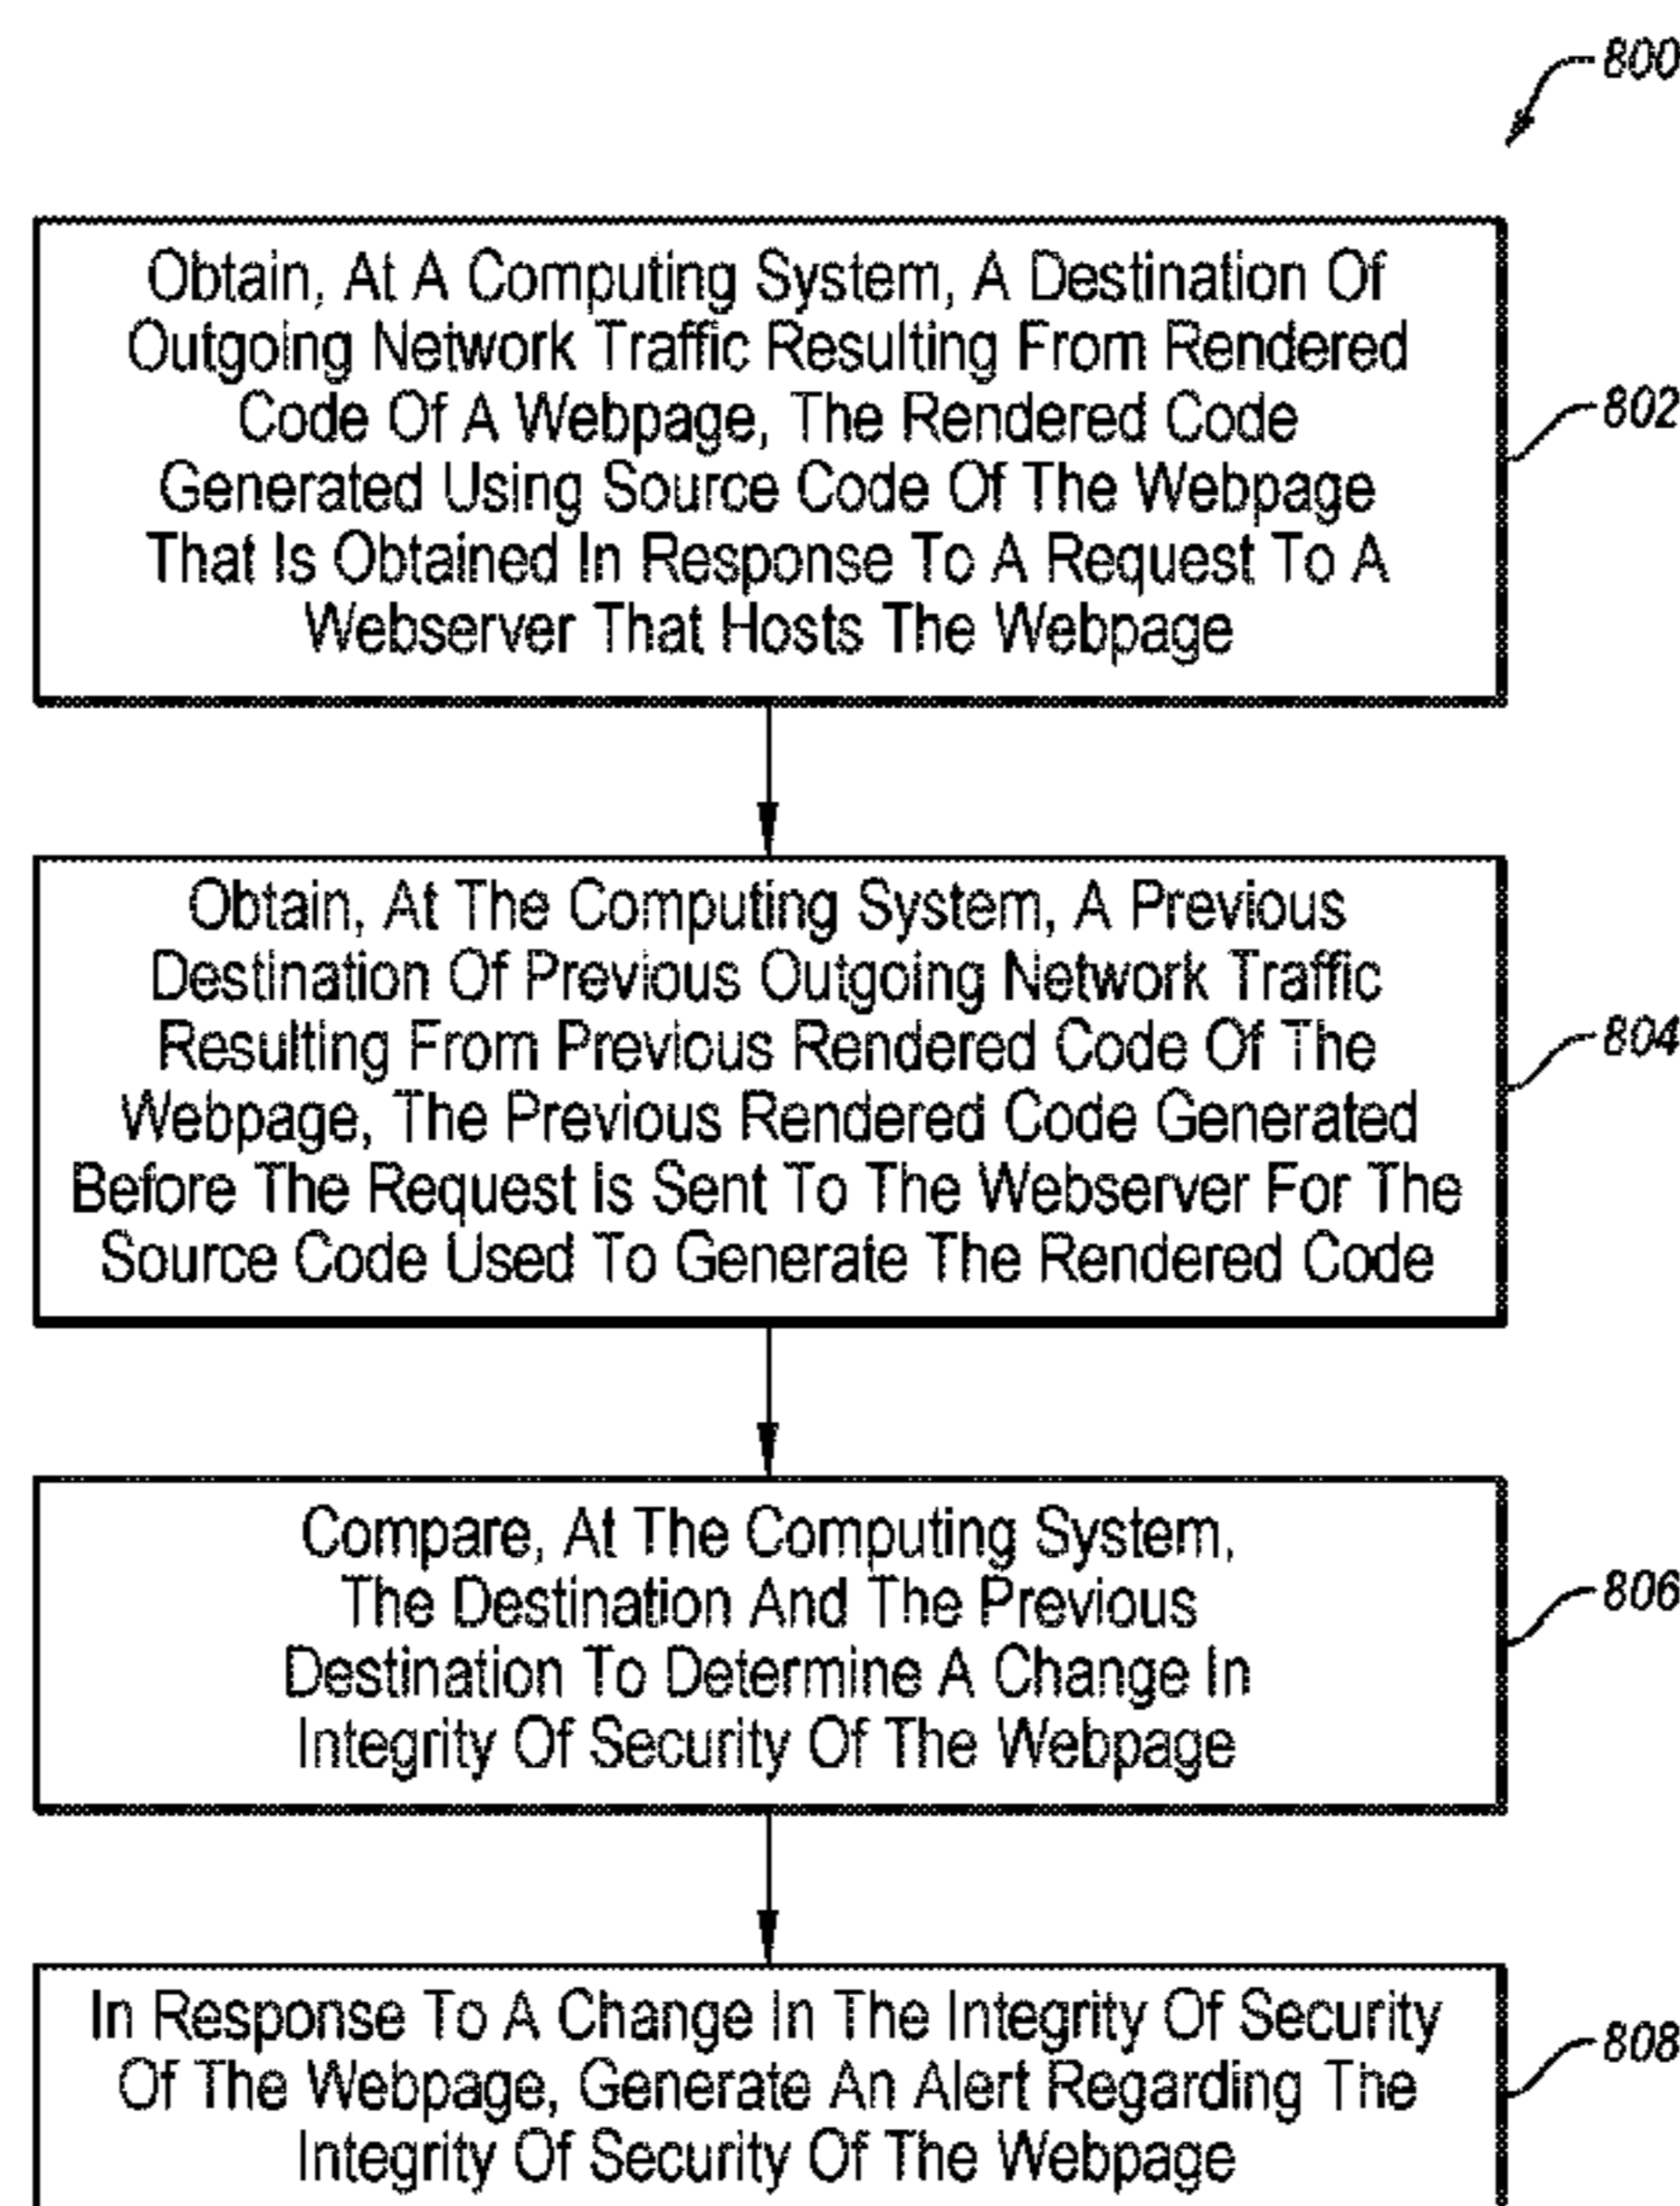 800
Obtain, At A Computing System, A Destination Of
Outgoing Network Traffic Resulting From Rendered
Code Of A Webpage, The Rendered Code
Generated Using Source Code Of The Webpage
That Is Obtained In Response To A Request To A
Webserver That Hosts The Webpage
802
Obtain, At The Computing System, A Previous
Destination Of Previous Outgoing Network Traffic
Resulting From Previous Rendered Code Of The
Webpage, The Previous Rendered Code Generated
Before The Request is Sent To The Webserver For The
Source Code Used To Generate The Rendered Code
804
Compare, At The Computing System,
The Destination And The Previous
Destination To Determine A Change In
Integrity Of Security Of The Webpage
806
In Response To A Change In The Integrity Of Security
Of The Webpage, Generate An Alert Regarding The
Integrity Of Security Of The Webpage
808